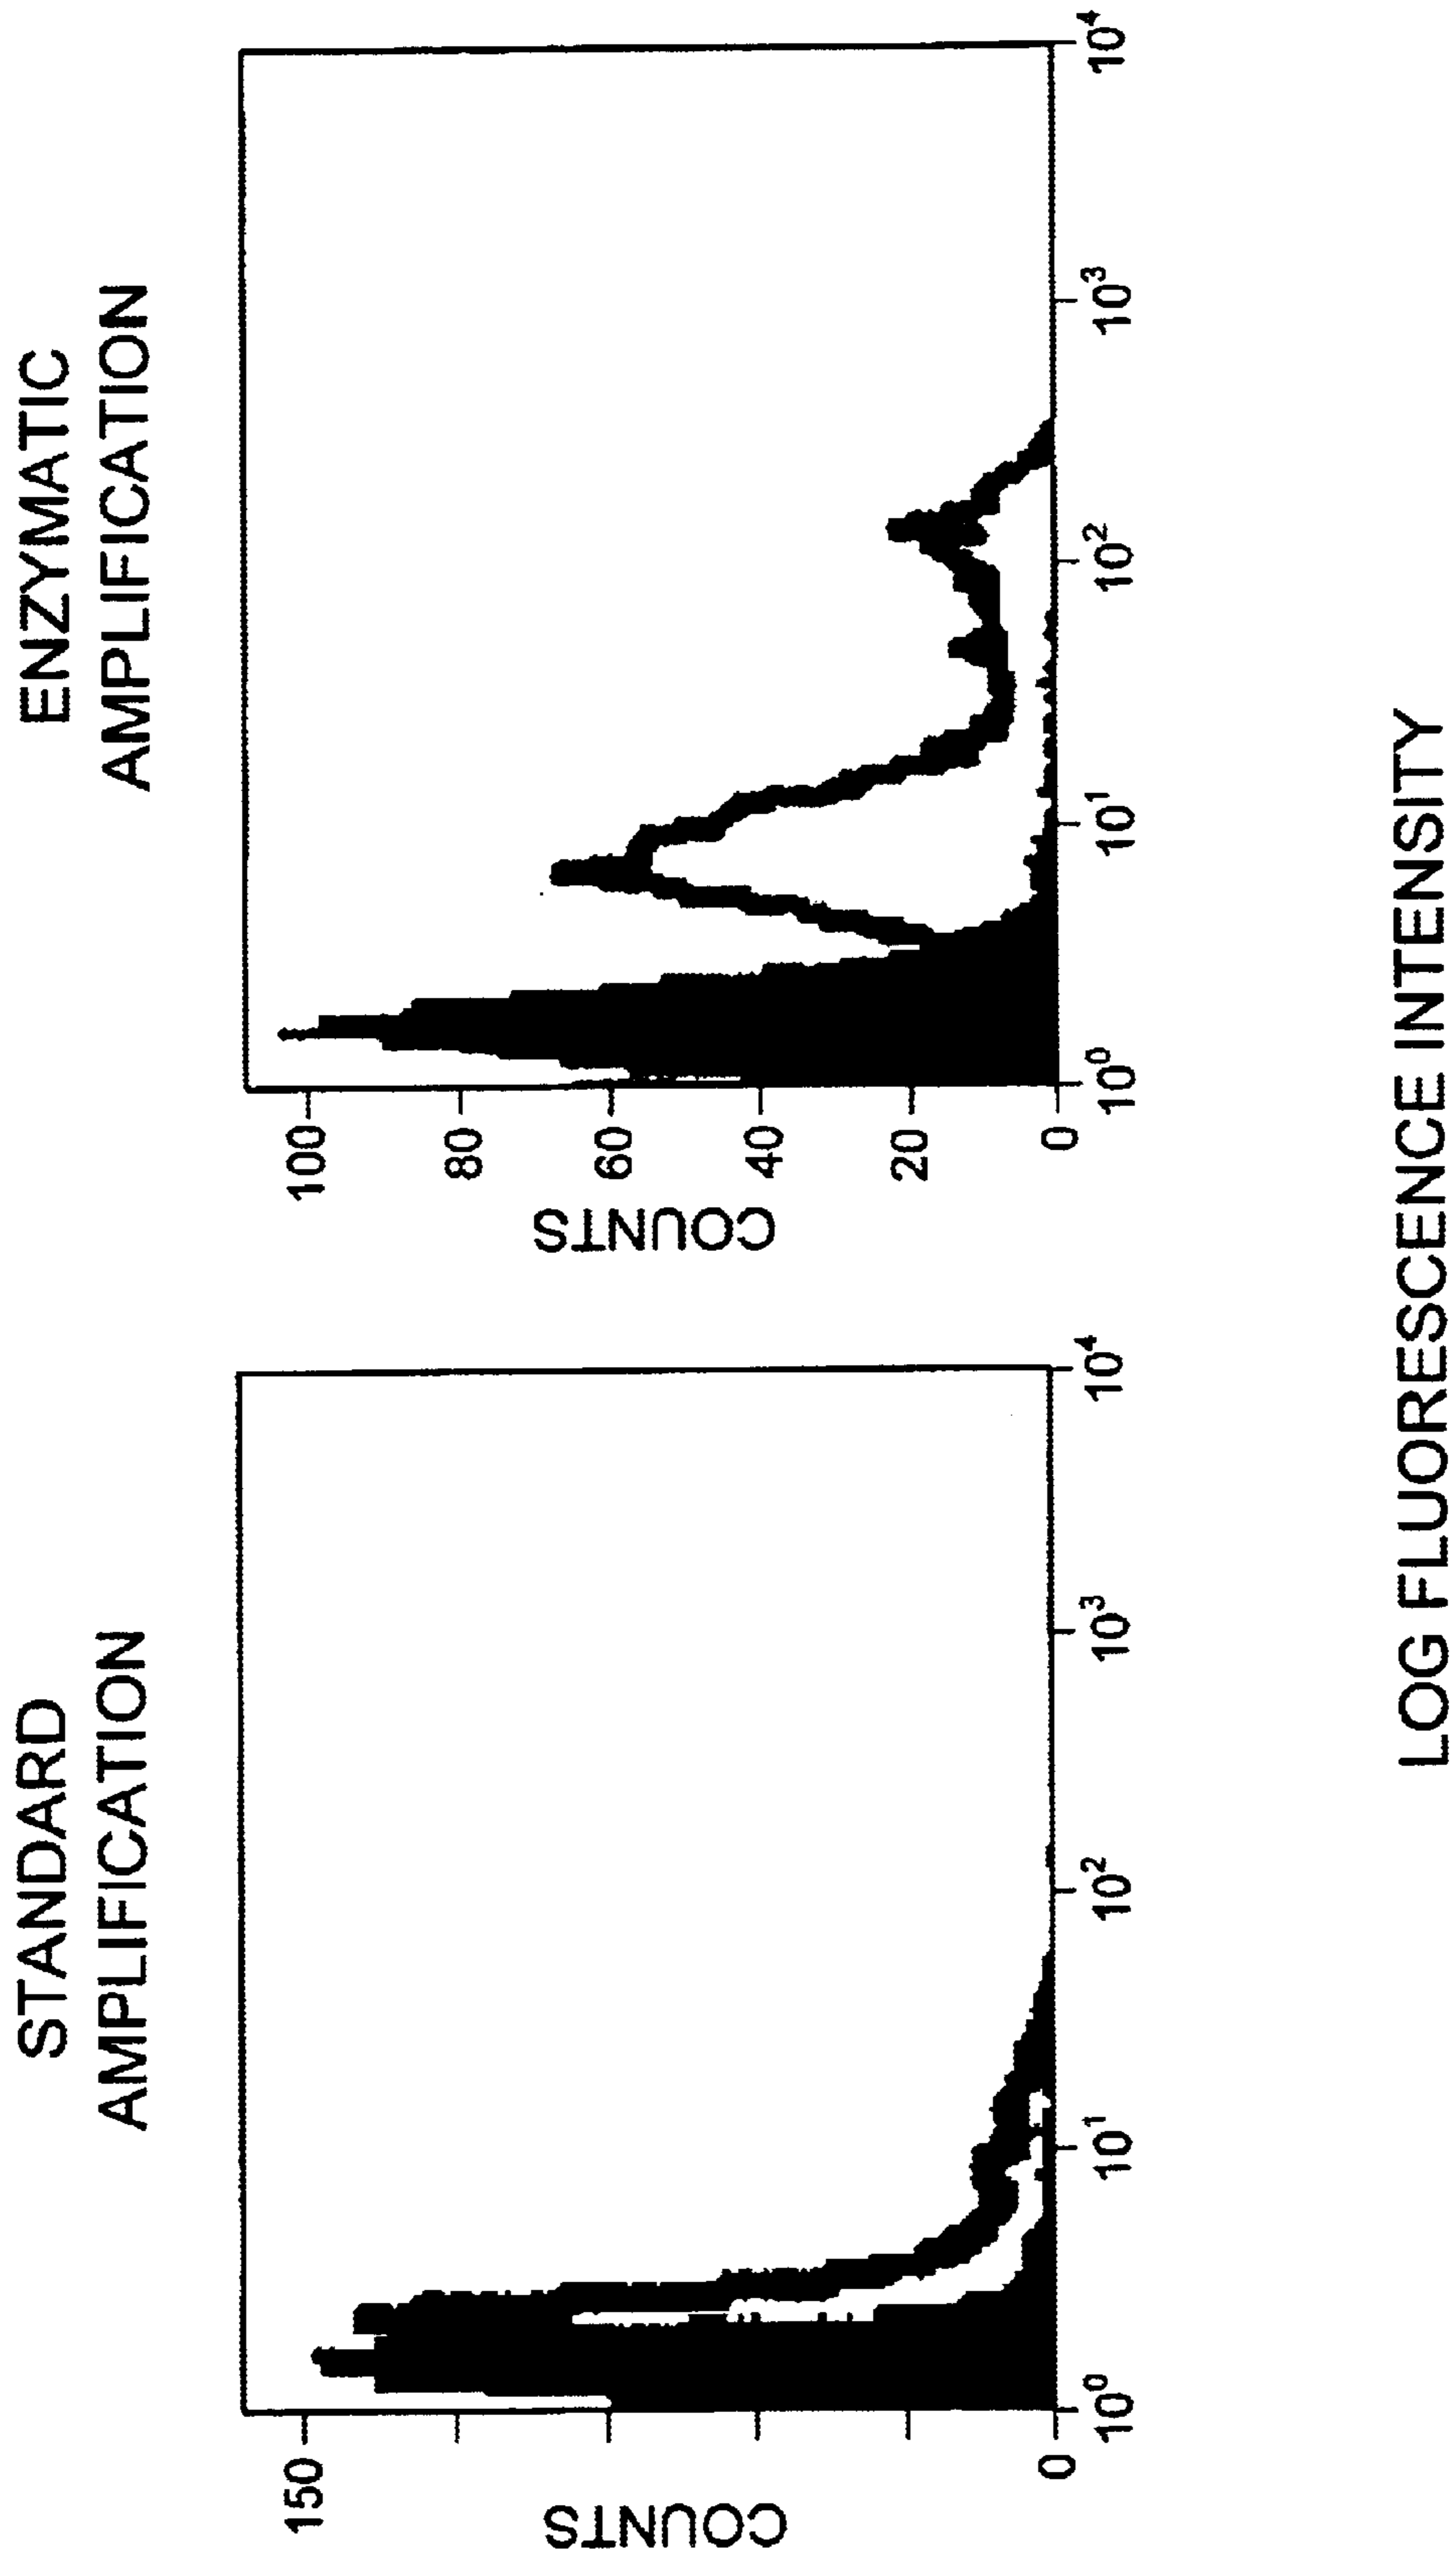 STANDARD
AMPLIFICATION
COUNTS
150
0
10⁰
10¹
10²
10³
10⁴
ENZYMATIC
AMPLIFICATION
COUNTS
100
80
60
40
20
0
10⁰
10¹
10²
10³
10⁴
LOG FLUORESCENCE INTENSITY